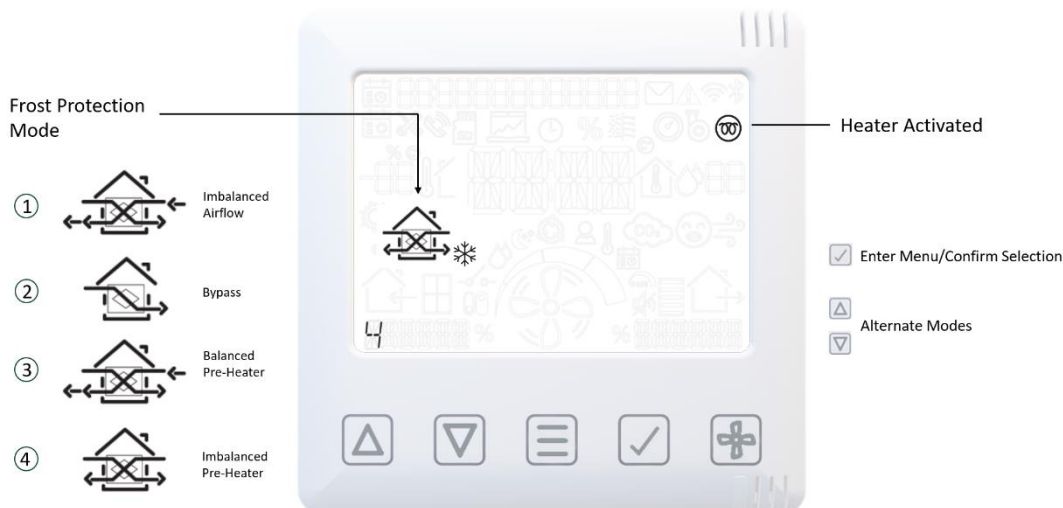 Frost Protection
Mode
Heater Activated
1
Imbalanced
Airflow
2
Bypass
3
Balanced
Pre-Heater
4
Imbalanced
Pre-Heater
%
%
%
%
4
Enter Menu/Confirm Selection
Alternate Modes